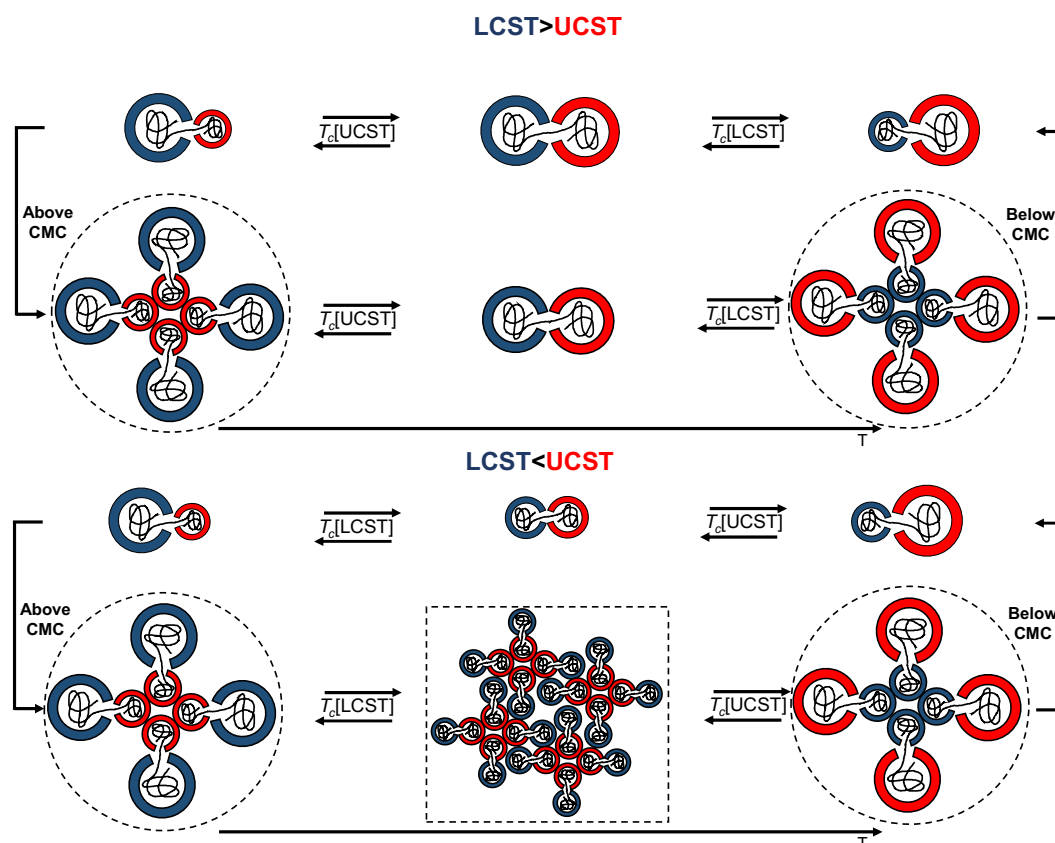 LCST>UCST
Tc[UCST]
Tc[LCST]
Above
CMC
Below
CMC
Tc[UCST]
Tc[LCST]
T
LCST<UCST
Tc[LCST]
Tc[UCST]
Above
CMC
Below
CMC
Tc[LCST]
Tc[UCST]
T